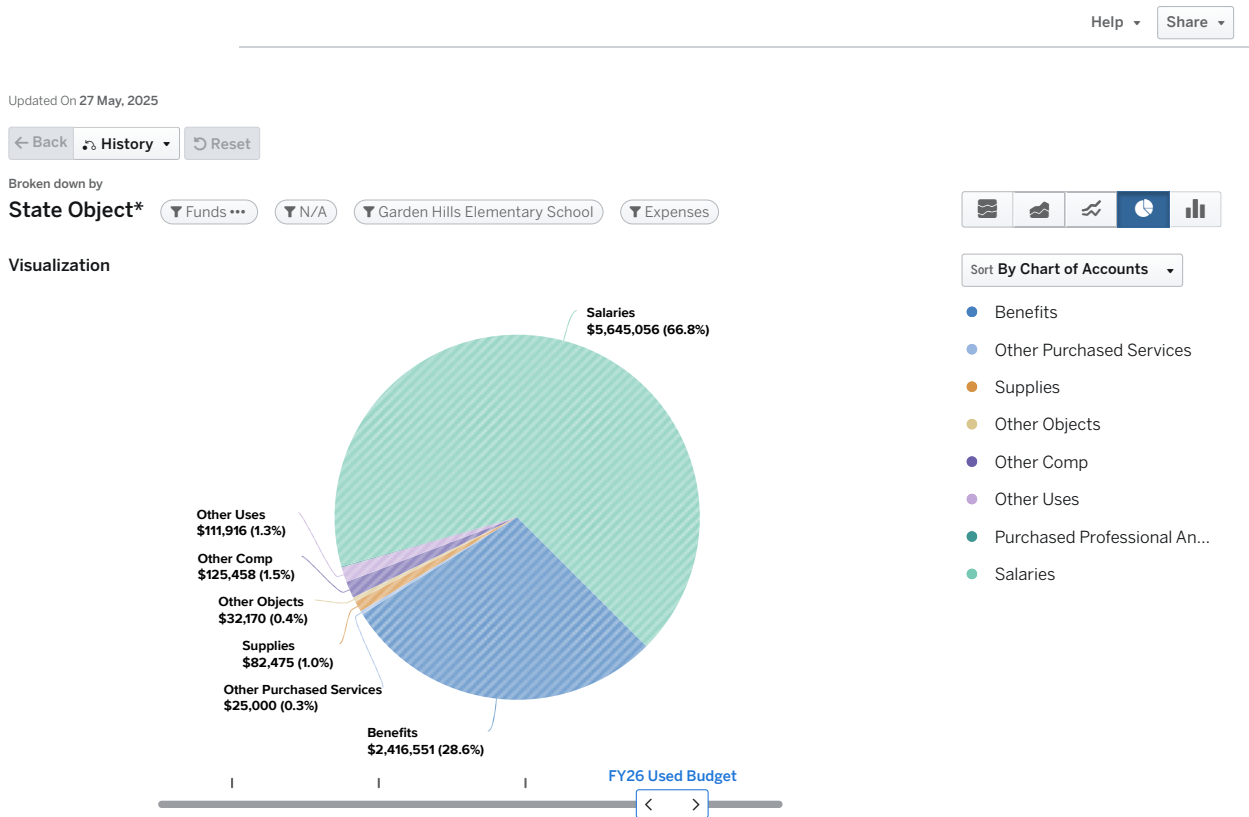 Help
Share
Updated On 27 May, 2025
Back
History
Reset
Broken down by
State Object*
Funds •••
N/A
Garden Hills Elementary School
Expenses
Visualization
Sort By Chart of Accounts
Benefits
Other Purchased Services
Supplies
Other Objects
Other Comp
Other Uses
Purchased Professional An...
Salaries
Salaries
$5,645,056 (66.8%)
Other Uses
$111,916 (1.3%)
Other Comp
$125,458 (1.5%)
Other Objects
$32,170 (0.4%)
Supplies
$82,475 (1.0%)
Other Purchased Services
$25,000 (0.3%)
Benefits
$2,416,551 (28.6%)
FY26 Used Budget